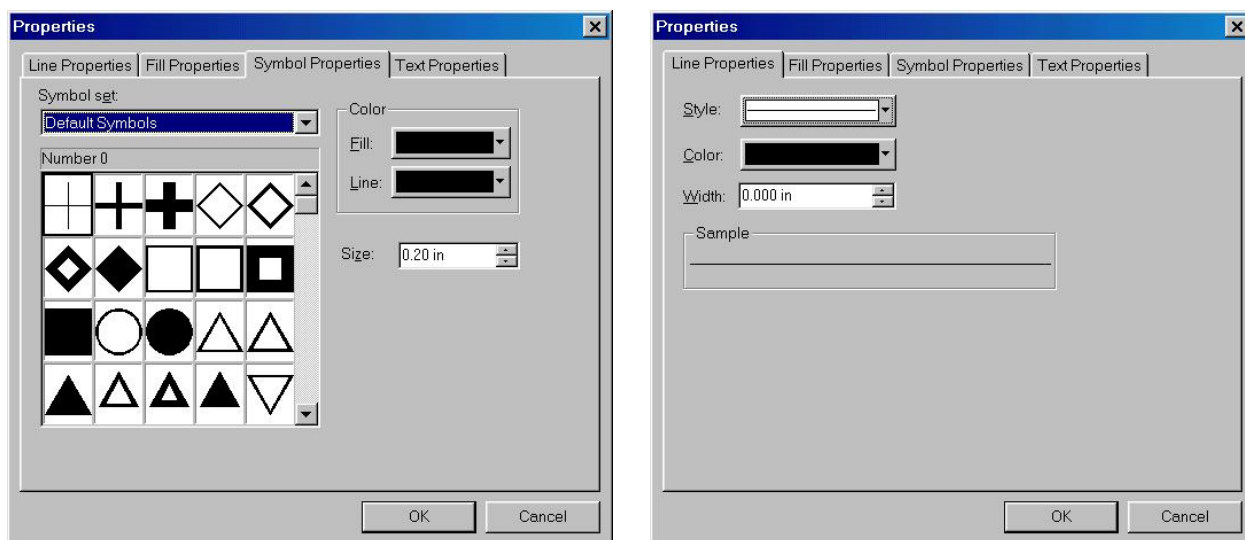 Properties
Line Properties Fill Properties Symbol Properties Text Properties
Symbol set:
Default Symbols
Number 0
Color
Fill:
Line:
Size: 0.20 in
OK Cancel
Properties
Line Properties Fill Properties Symbol Properties Text Properties
Style:
Color:
Width: 0.000 in
Sample
OK Cancel